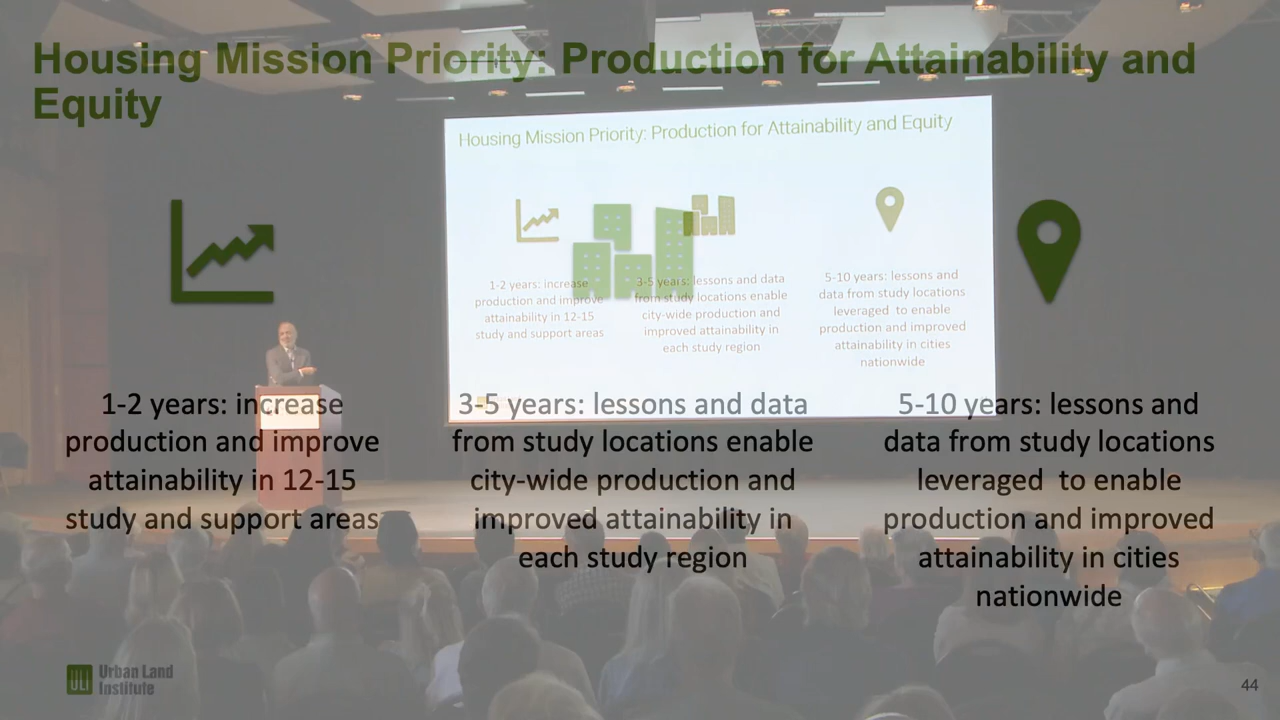 Housing Mission Priority: Production for Attainability and
Equity
Housing Mission Priority: Production for Attainability and Equity
1-2 years: increase
production and improve
attainability in 12-15
study and support areas
3-5 years: lessons and data
from study locations enable
city-wide production and
improved attainability in
each study region
5-10 years: lessons and
data from study locations
leveraged to enable
production and improved
attainability in cities
nationwide
1-2 years: increase
production and improve
attainability in 12-15
study and support areas
3-5 years: lessons and data
from study locations enable
city-wide production and
improved attainability in
each study region
5-10 years: lessons and
data from study locations
leveraged  to enable
production and improved
attainability in cities
nationwide
ULI
Urban Land
Institute
44